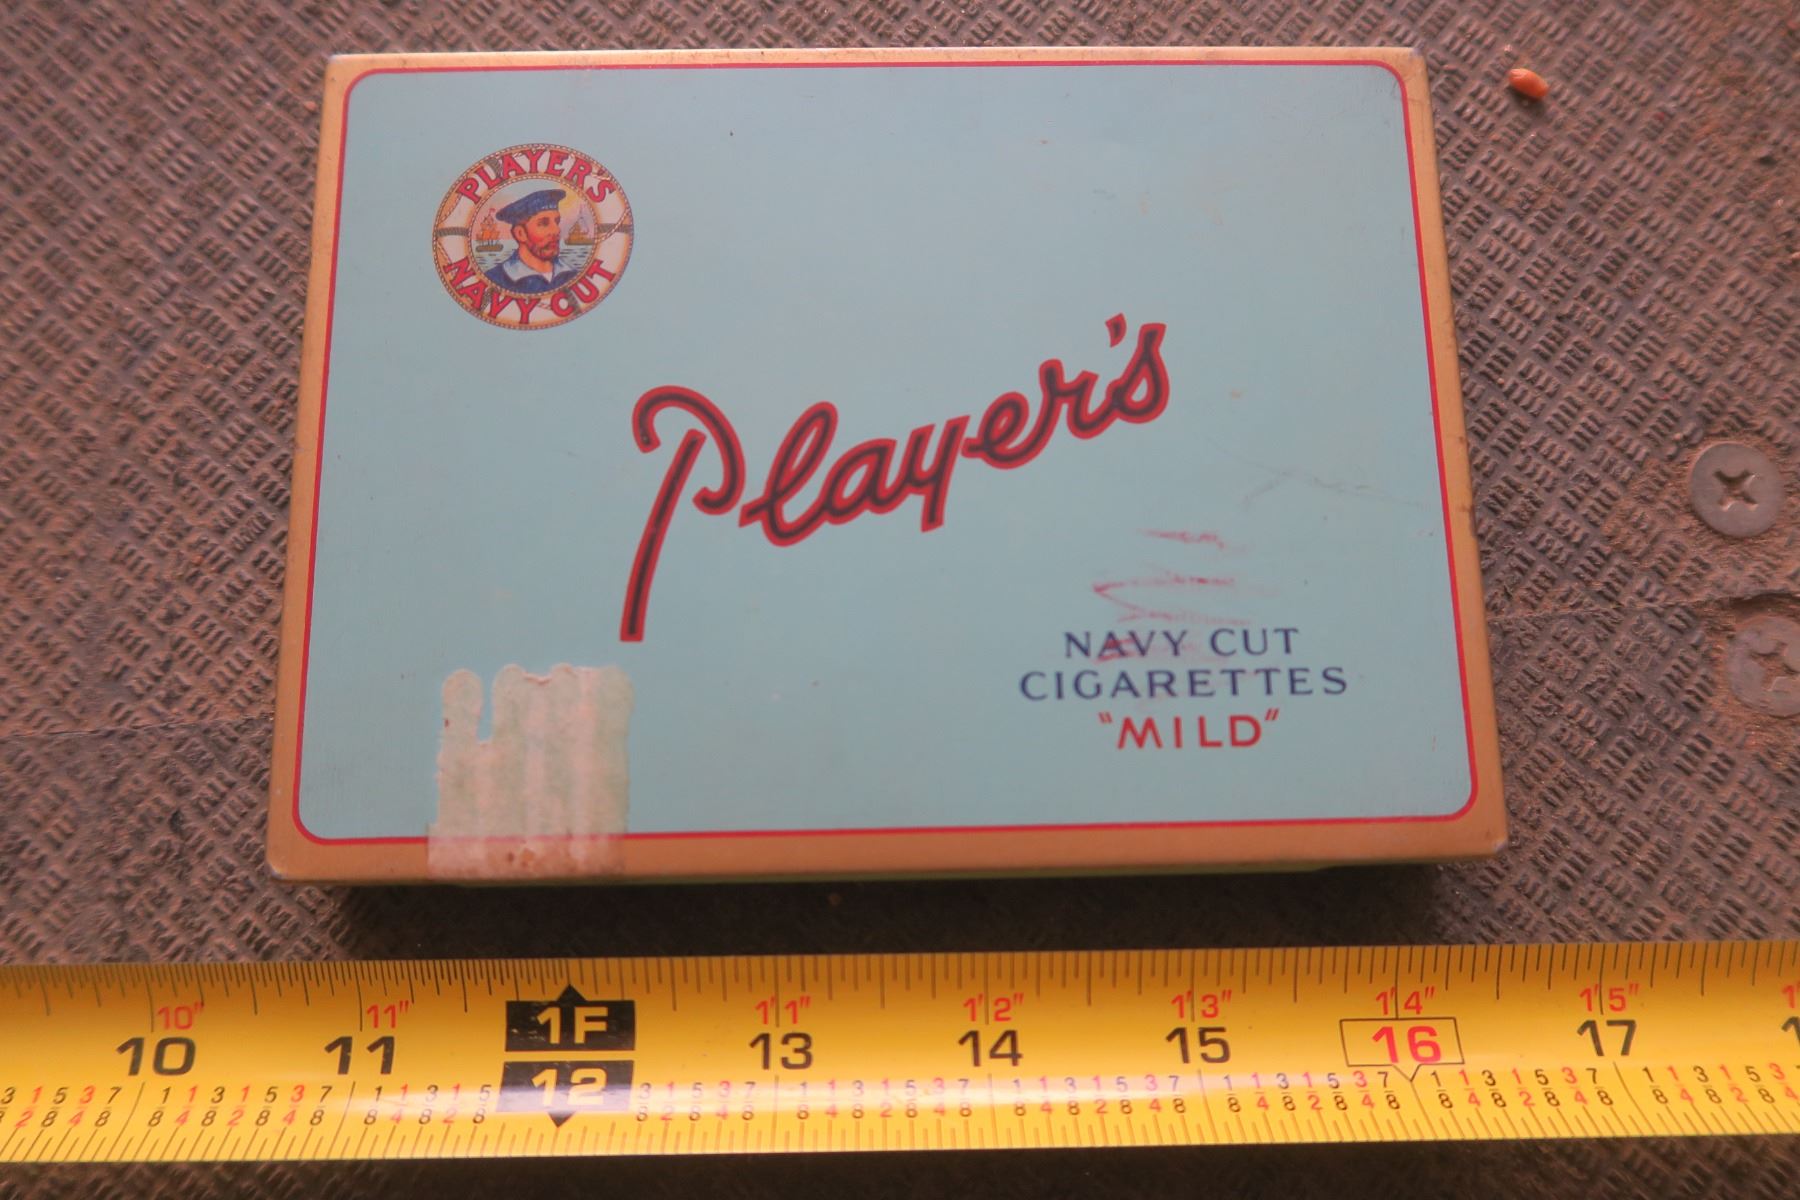 PLAYER'S
NAVY CUT
Player's
NAVY CUT
CIGARETTES
"MILD"
10" 11" 1F 1'1" 1'2" 1'3" 1'4" 1'5"
10 11 12 13 14 15 16 17